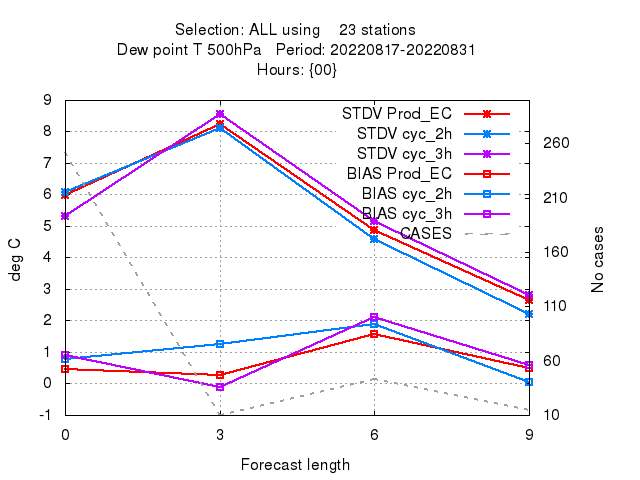 Selection: ALL using    23 stations
Dew point T 500hPa   Period: 20220817-20220831
Hours: {00}
STDV Prod_EC
STDV cyc_2h
STDV cyc_3h
BIAS Prod_EC
BIAS cyc_2h
BIAS cyc_3h
CASES
9
8
7
6
5
4
3
2
1
0
-1
deg C
260
210
160
110
60
10
No cases
0 3 6 9
Forecast length